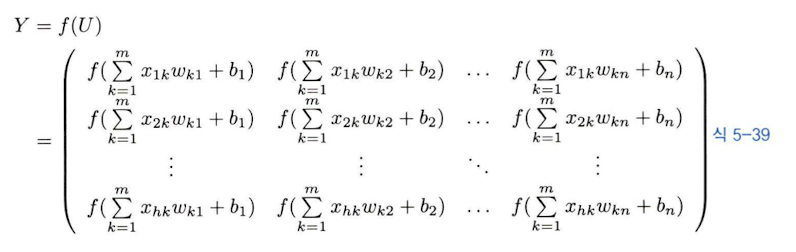 Y = f(U)
= ( f(∑_{k=1}^{m} x_{1k}w_{k1} + b_1) f(∑_{k=1}^{m} x_{1k}w_{k2} + b_2) … f(∑_{k=1}^{m} x_{1k}w_{kn} + b_n)
f(∑_{k=1}^{m} x_{2k}w_{k1} + b_1) f(∑_{k=1}^{m} x_{2k}w_{k2} + b_2) … f(∑_{k=1}^{m} x_{2k}w_{kn} + b_n)
⋮ ⋮ ⋱ ⋮
f(∑_{k=1}^{m} x_{hk}w_{k1} + b_1) f(∑_{k=1}^{m} x_{hk}w_{k2} + b_2) … f(∑_{k=1}^{m} x_{hk}w_{kn} + b_n) )
식 5-39